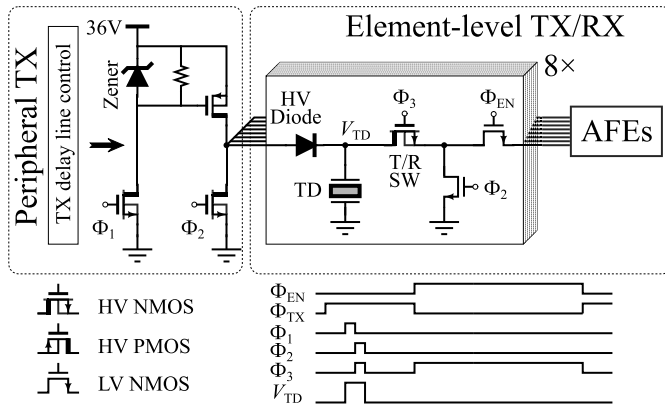 Peripheral TX
TX delay line control
36V
Zener
Φ1
Φ2
Element-level TX/RX
8×
HV
Diode
VTD
Φ3
ΦEN
T/R
SW
TD
Φ2
AFEs
HV NMOS
HV PMOS
LV NMOS
ΦEN
ΦTX
Φ1
Φ2
Φ3
VTD